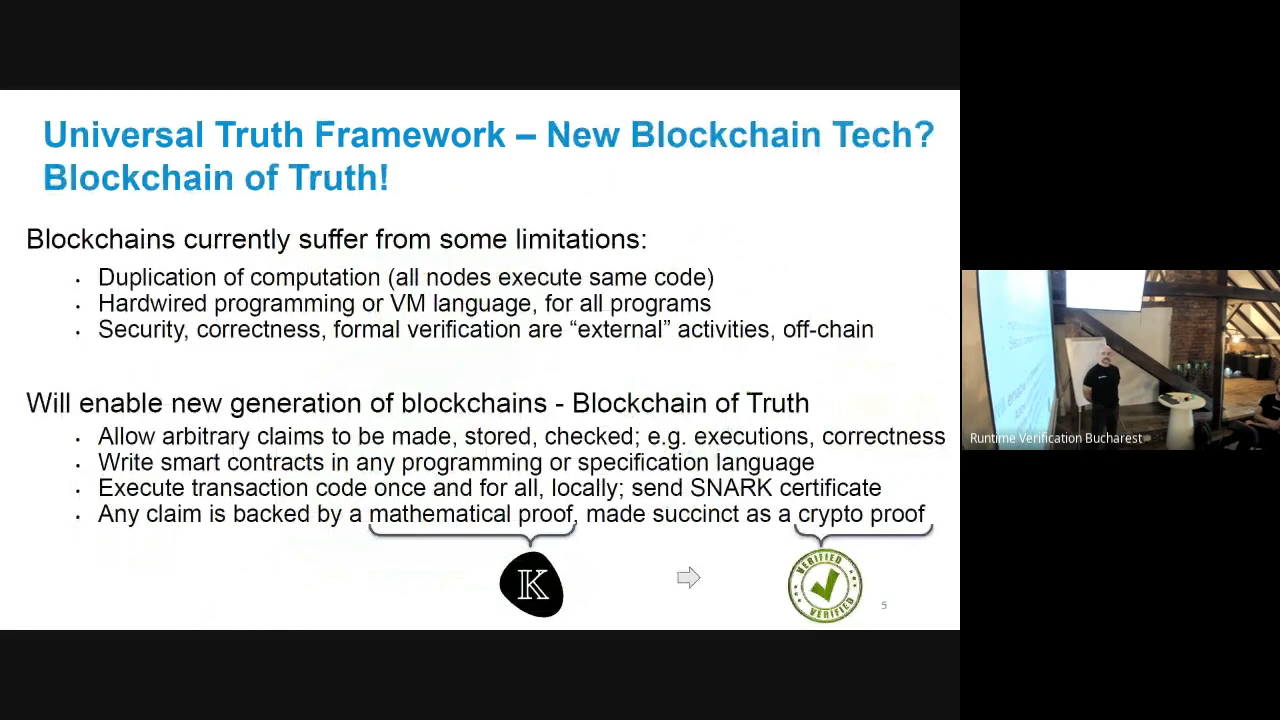 Universal Truth Framework – New Blockchain Tech?
Blockchain of Truth!
Blockchains currently suffer from some limitations:
• Duplication of computation (all nodes execute same code)
• Hardwired programming or VM language, for all programs
• Security, correctness, formal verification are “external” activities, off-chain
Will enable new generation of blockchains - Blockchain of Truth
• Allow arbitrary claims to be made, stored, checked; e.g. executions, correctness
• Write smart contracts in any programming or specification language
• Execute transaction code once and for all, locally; send SNARK certificate
• Any claim is backed by a mathematical proof, made succinct as a crypto proof
K
VERIFIED
VERIFIED
5
Runtime Verification Bucharest